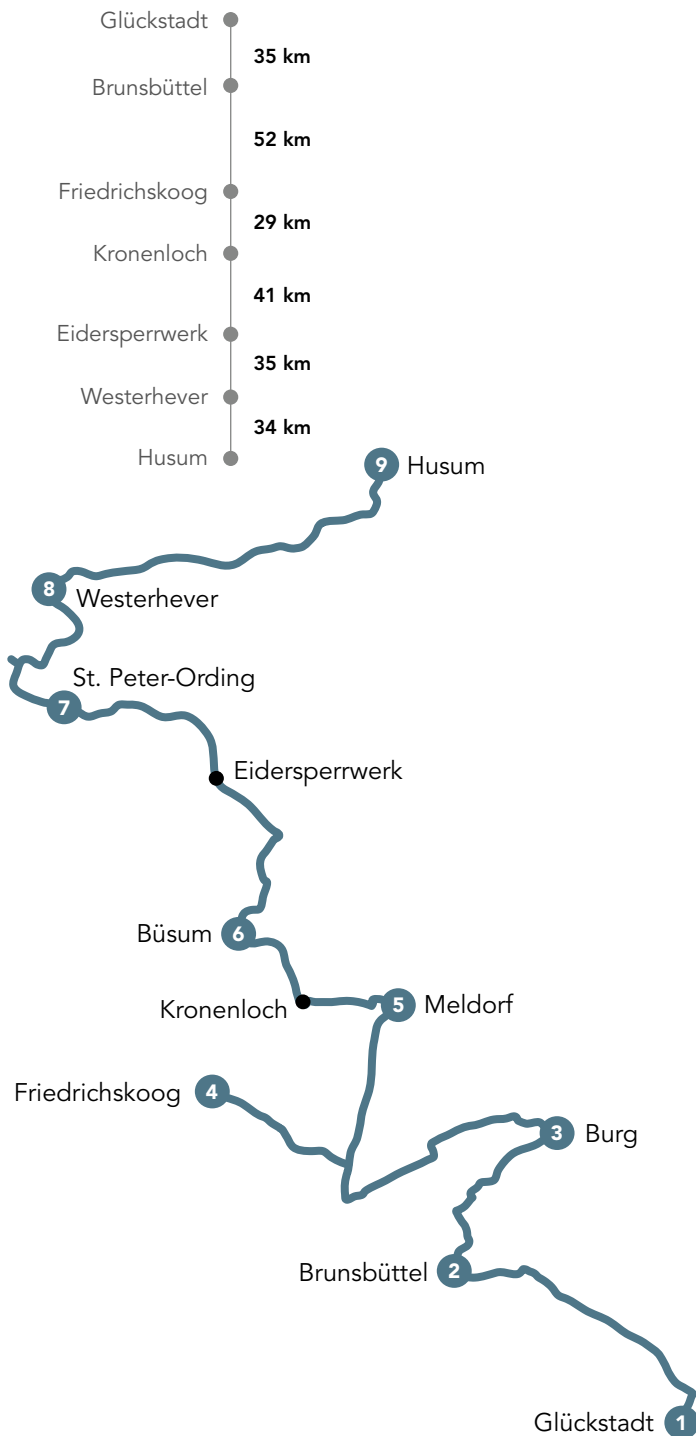 Glückstadt
35 km
Brunsbüttel
52 km
Friedrichskoog
29 km
Kronenloch
41 km
Eidersperrwerk
35 km
Westerhever
34 km
Husum
9 Husum
8 Westerhever
St. Peter-Ording
7
Eidersperrwerk
Büsum 6
Kronenloch
5 Meldorf
Friedrichskoog 4
3 Burg
Brunsbüttel 2
Glückstadt 1